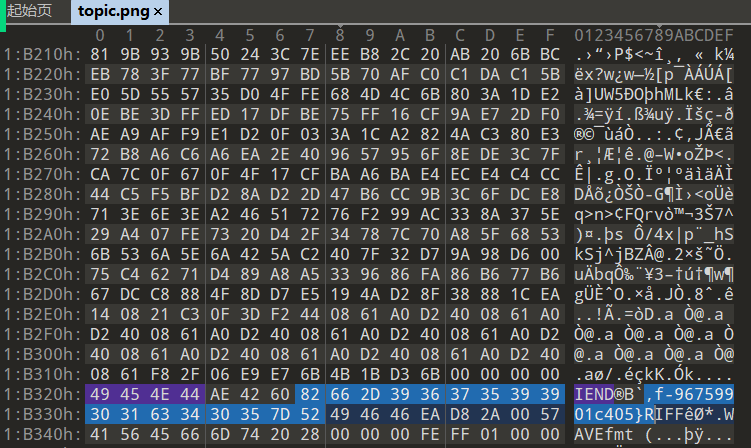 起始页 topic.png ×
0 1 2 3 4 5 6 7 8 9 A B C D E F 0123456789ABCDEF
1:B210h: 81 9B 93 9B 50 24 3C 7E EE B8 2C 20 AB 20 6B BC .›“›P$<~î¸, « k¼
1:B220h: EB 78 3F 77 BF 77 97 BD 5B 70 AF C0 C1 DA C1 5B ëx?w¿w—½[p¯ÀÁÚÁ[
1:B230h: E0 5D 55 57 35 D0 4F FE 68 4D 4C 6B 80 3A 1D E2 à]UW5ÐOþhMLk€:.â
1:B240h: 0E BE 3D FF ED 17 DF BE 75 FF 16 CF 9A E7 2D F0 .¾=ÿí.ß¾uÿ.Ïšç-ð
1:B250h: AE A9 AF F9 E1 D2 0F 03 3A 1C A2 82 4A C3 80 E3 ®©¯ùáÒ..:.¢‚JÃ€ã
1:B260h: 72 B8 A6 C6 A6 EA 2E 40 96 57 95 6F 8E DE 3C 7F r¸¦Æ¦ê.@–W•oŽÞ<.
1:B270h: CA 7C 0F 67 0F 4F 17 CF BA A6 BA E4 EC E4 C4 CC Ê|.g.O.Ïº¦ºäìäÄÌ
1:B280h: 44 C5 F5 BF D2 8A D2 2D 47 B6 CC 9B 3C 6F DC E8 DÅõ¿ÒŠÒ-G¶Ì›<oÜè
1:B290h: 71 3E 6E 3E A2 46 51 72 76 F2 99 AC 33 8A 37 5E q>n>¢FQrvò™¬3Š7^
1:B2A0h: 29 A4 07 FE 73 20 D4 2F 34 78 7C 70 A8 5F 68 53 )¤.þs Ô/4x|p¨_hS
1:B2B0h: 6B 53 6A 5E 6A 42 5A C2 40 7F 32 D7 9A 98 D6 00 kSj^jBZÂ@.2×š˜Ö.
1:B2C0h: 75 C4 62 71 D4 89 A8 A5 33 96 86 FA 86 B6 77 B6 uÄbqÔ‰¨¥3–†ú†¶w¶
1:B2D0h: 67 DC C8 88 4F 8D D7 E5 19 4A D2 8F 38 88 1C EA gÜÈˆO.×å.JÒ.8ˆ.ê
1:B2E0h: 14 08 21 C3 0F 3D F2 44 08 61 A0 D2 40 08 61 A0 ..!Ã.=òD.a Ò@.a
1:B2F0h: D2 40 08 61 A0 D2 40 08 61 A0 D2 40 08 61 A0 D2 Ò@.a Ò@.a Ò@.a Ò
1:B300h: 40 08 61 A0 D2 40 08 61 A0 D2 40 08 61 A0 D2 40 @.a Ò@.a Ò@.a Ò@
1:B310h: 08 61 F8 2F 06 E9 E7 6B 4B 1B D3 6B 00 00 00 00 .aø/.éçkK.Ók....
1:B320h: 49 45 4E 44 AE 42 60 82 66 2D 39 36 37 35 39 39 IEND®B`‚f-967599
1:B330h: 30 31 63 34 30 35 7D 52 49 46 46 EA D8 2A 00 57 01c405}RIFFêØ*.W
1:B340h: 41 56 45 66 6D 74 20 28 00 00 00 FE FF 01 00 00 AVEfmt (...þÿ...